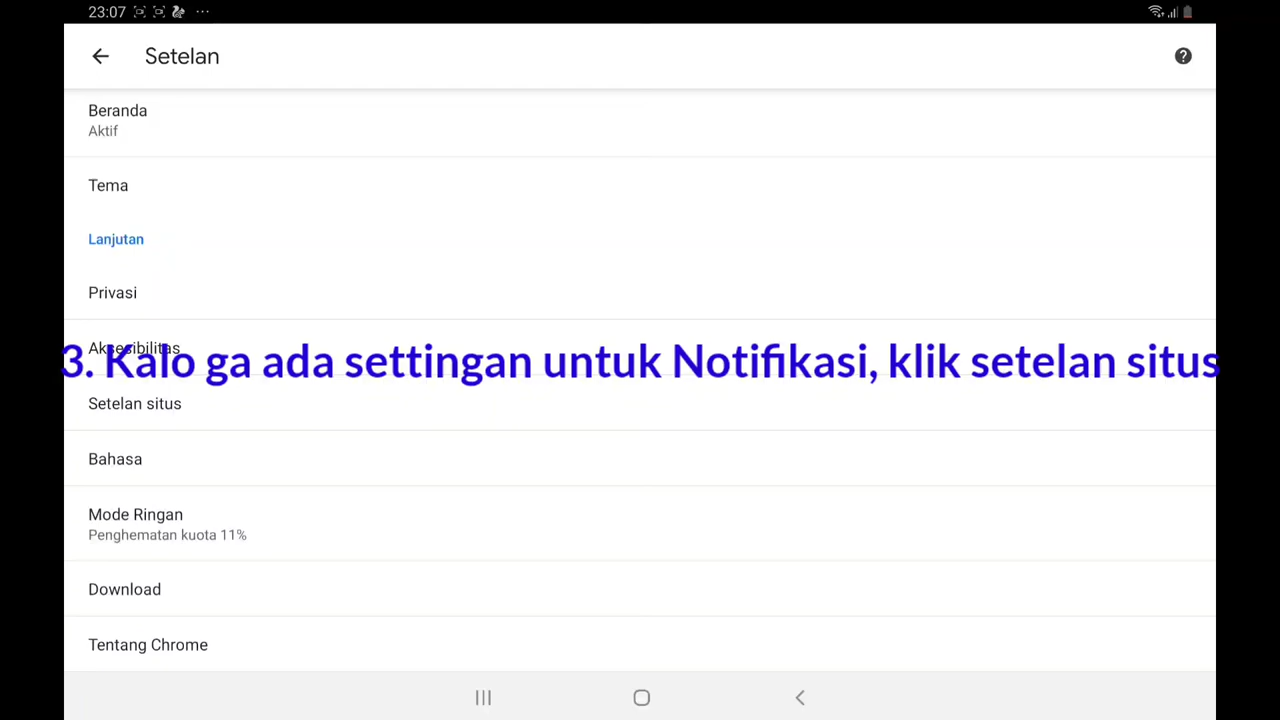 23:07
Setelan
Beranda
Aktif
Tema
Lanjutan
Privasi
Aksesibilitas
3. Kalo ga ada settingan untuk Notifikasi, klik setelan situs
Setelan situs
Bahasa
Mode Ringan
Penghematan kuota 11%
Download
Tentang Chrome